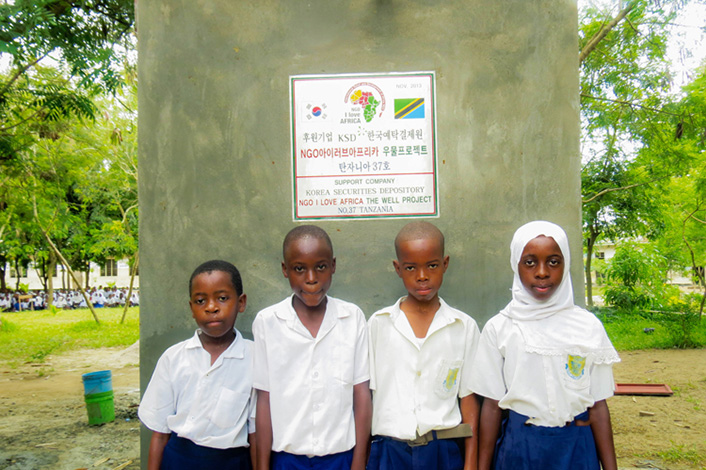 NOV. 2013
NGO
I love
AFRICA
후원기업 KSD 한국예탁결제원
NGO아이러브아프리카 우물프로젝트
탄자니아 37호
SUPPORT COMPANY
KOREA SECURITIES DEPOSITORY
NGO I LOVE AFRICA THE WELL PROJECT
NO.37 TANZANIA